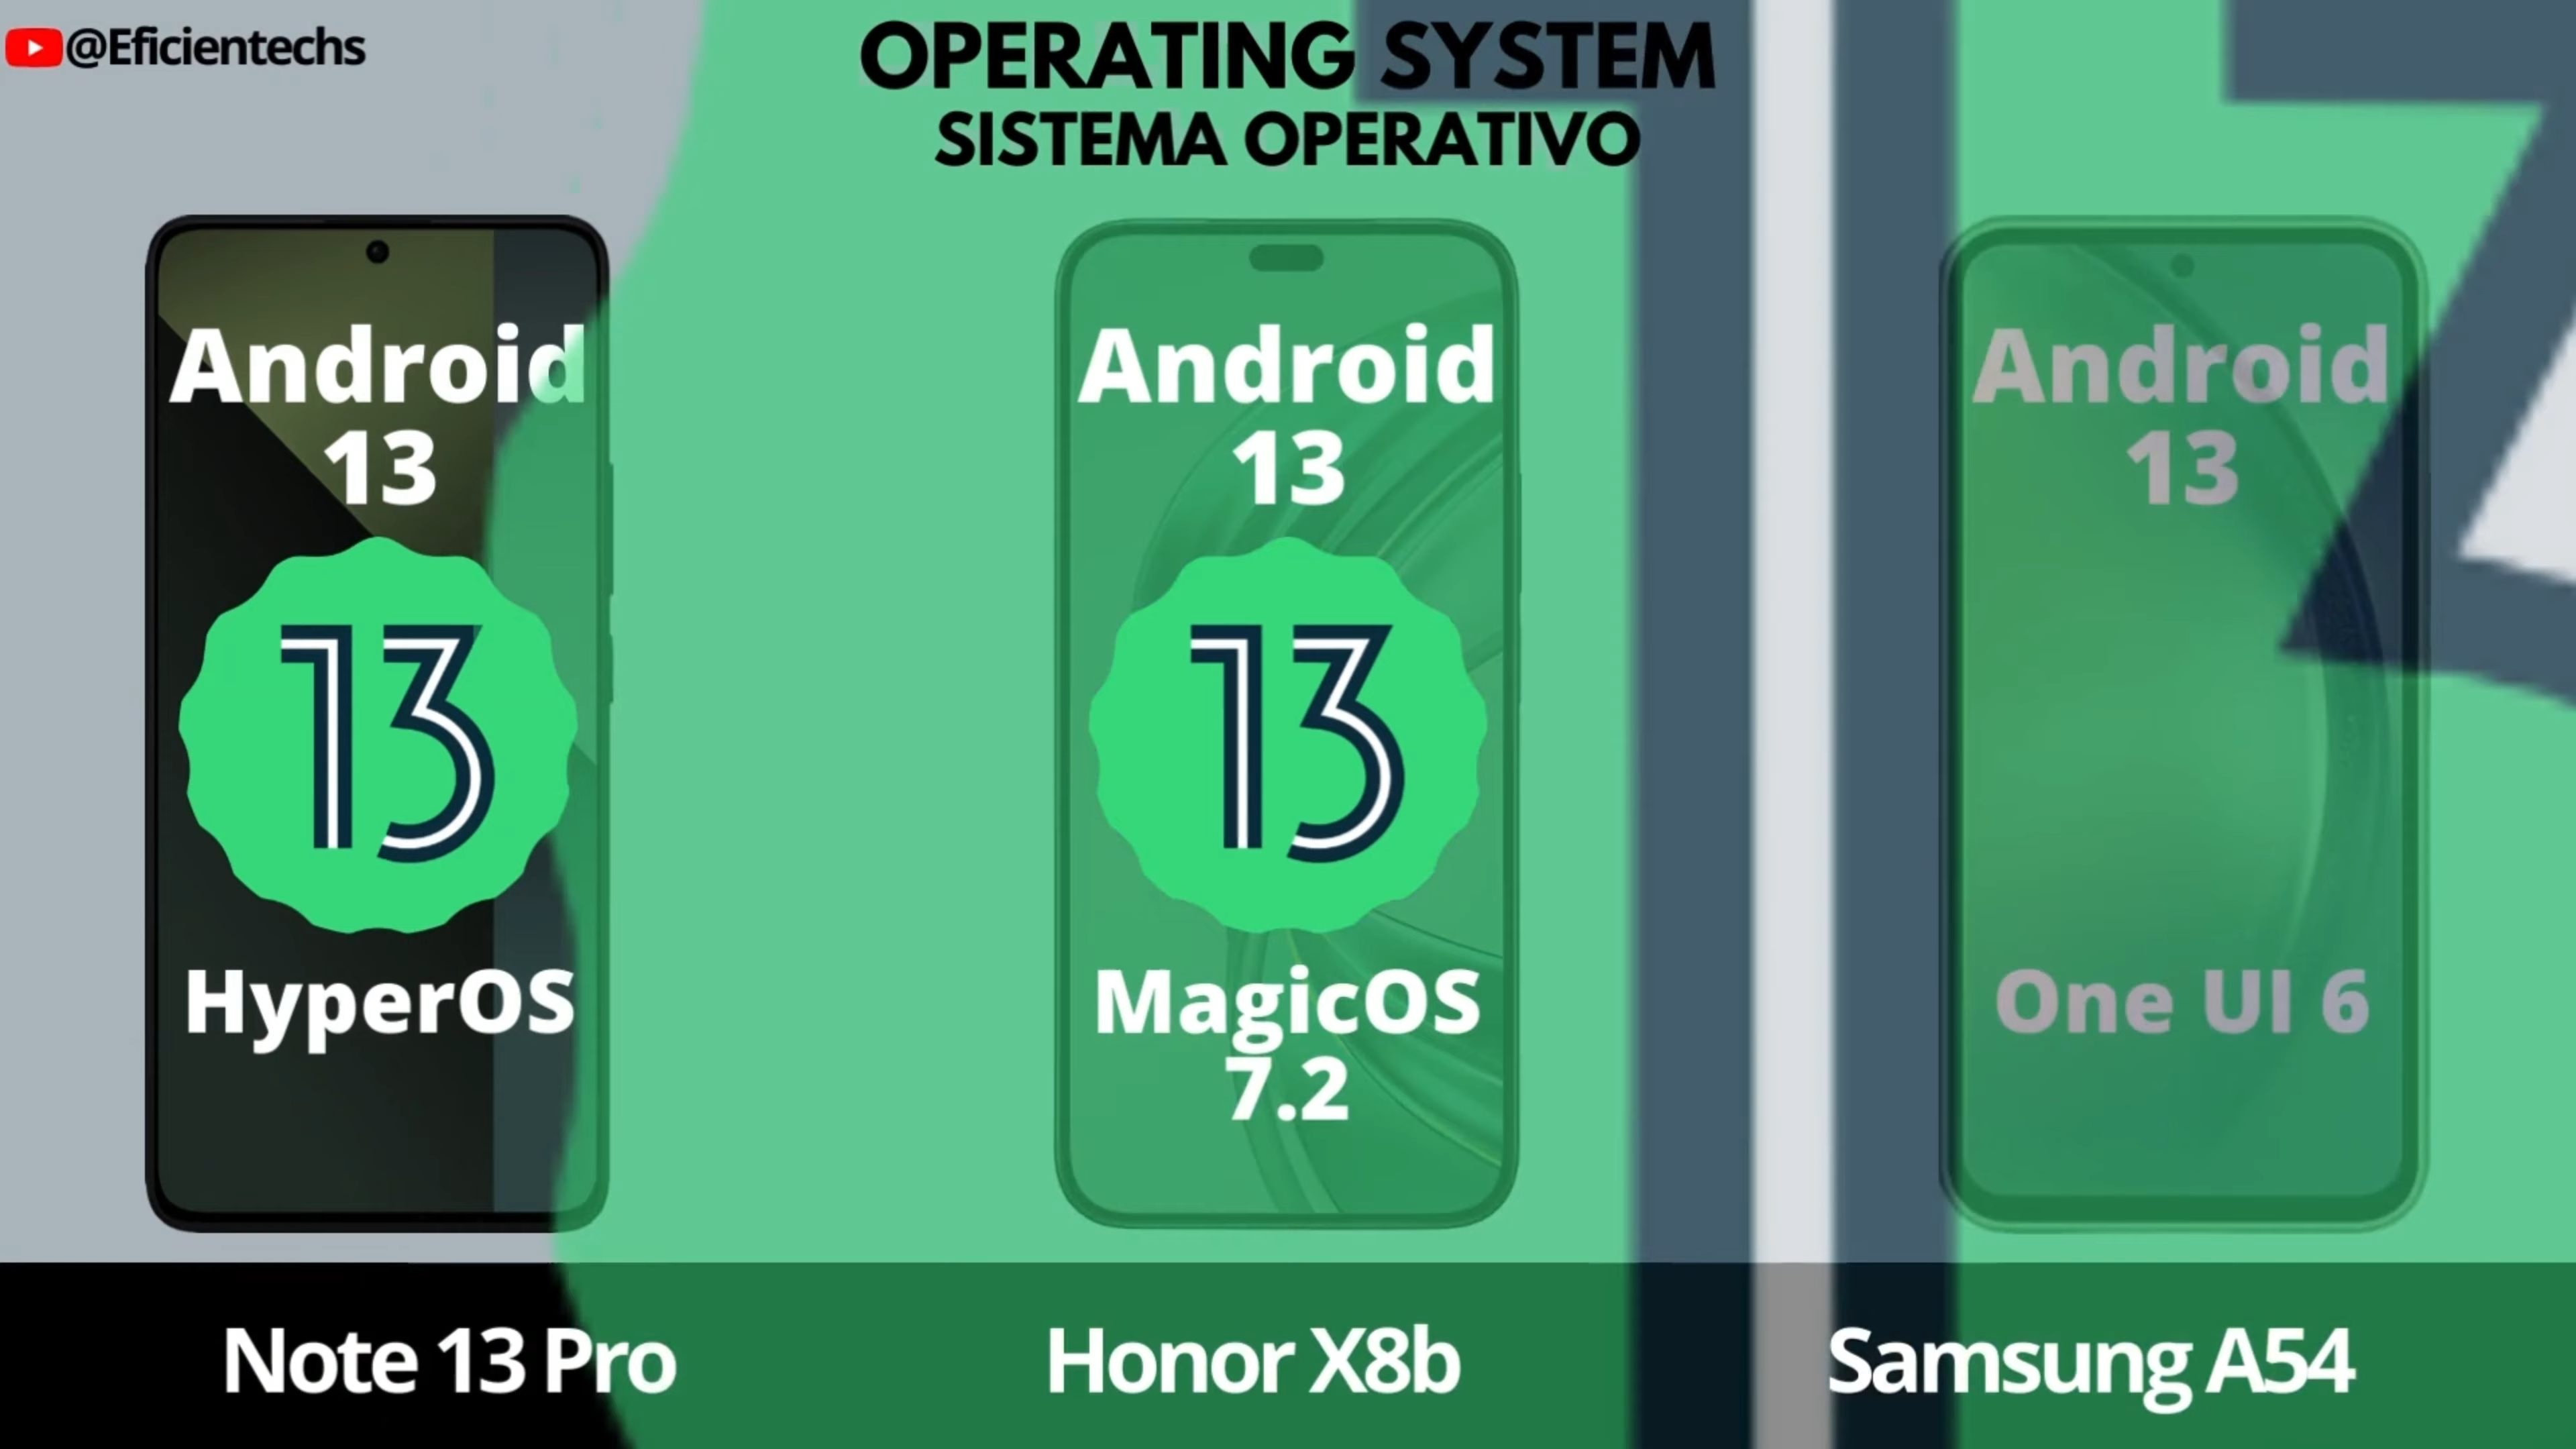 @Eficientechs
OPERATING SYSTEM
SISTEMA OPERATIVO
Android
13
13
HyperOS
Note 13 Pro
Android
13
13
MagicOS
7.2
Honor X8b
Android
13
One UI 6
Samsung A54